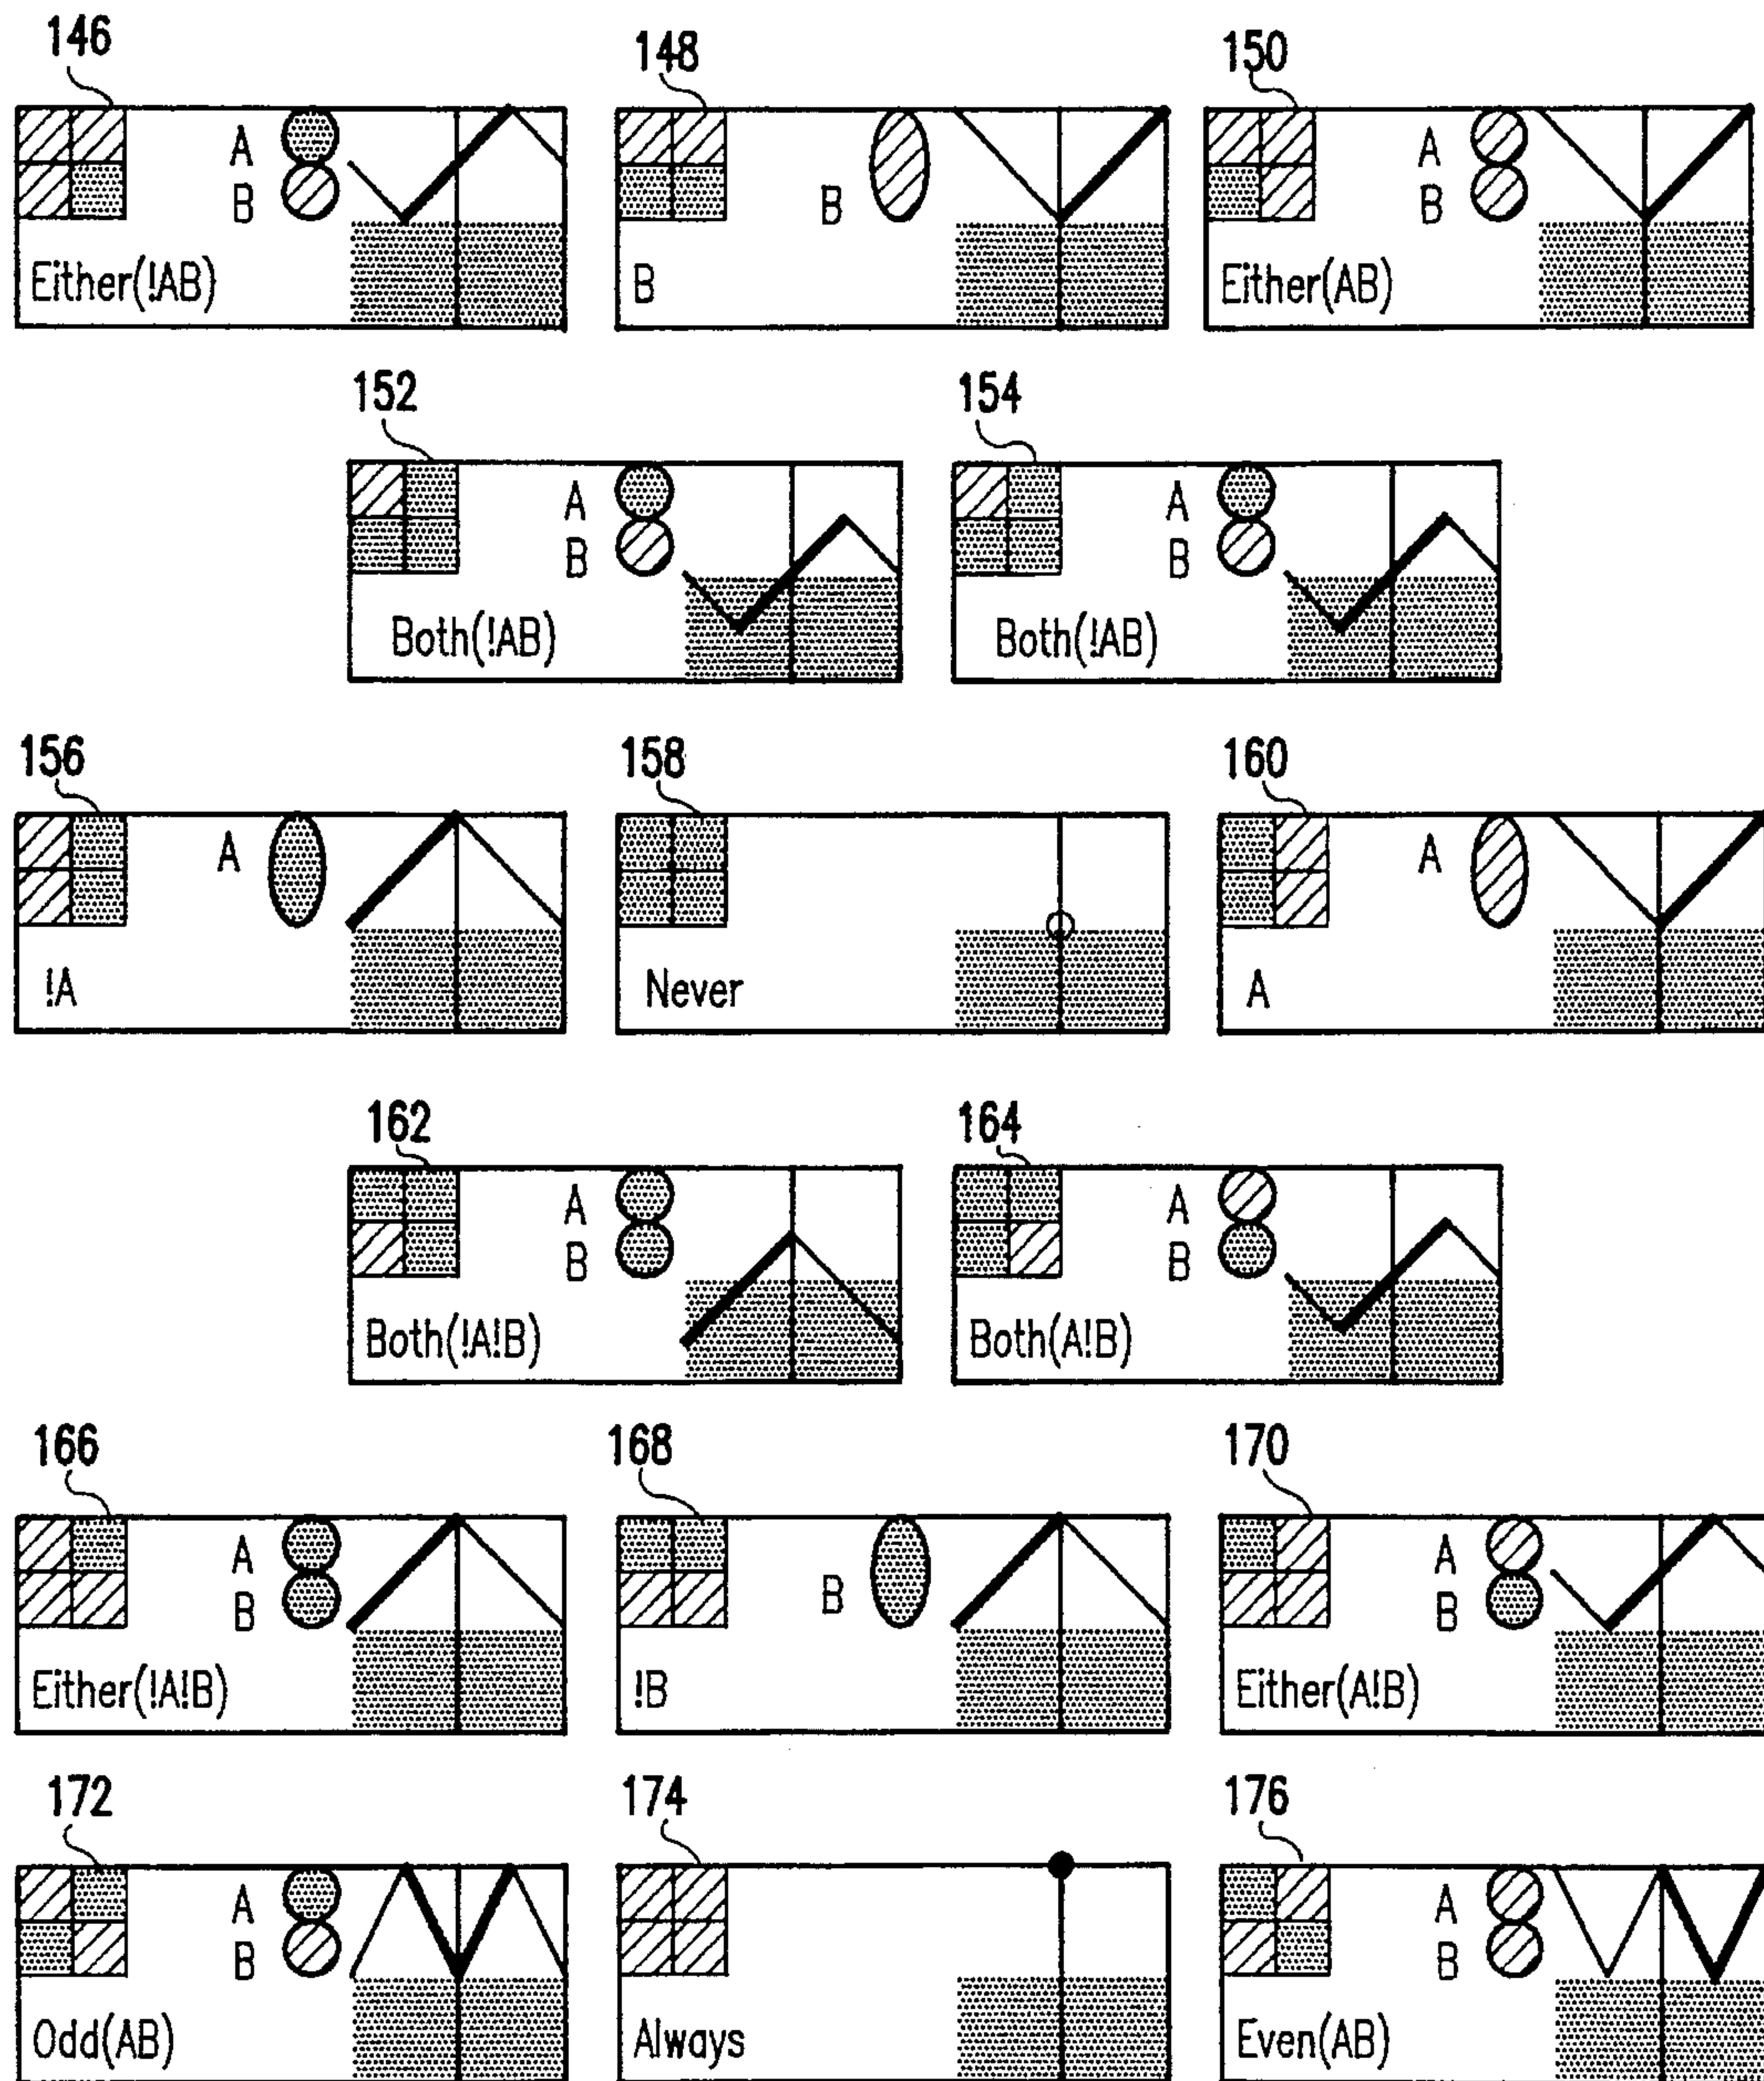 146 148 150
A
B
Either(!AB)
B
B
A
B
Either(AB)
152 154
A
B
Both(!AB)
A
B
Both(!AB)
156 158 160
A
!A
Never
A
A
162 164
A
B
Both(!A!B)
A
B
Both(A!B)
166 168 170
A
B
Either(!A!B)
B
!B
A
B
Either(A!B)
172 174 176
A
B
Odd(AB)
Always
A
B
Even(AB)